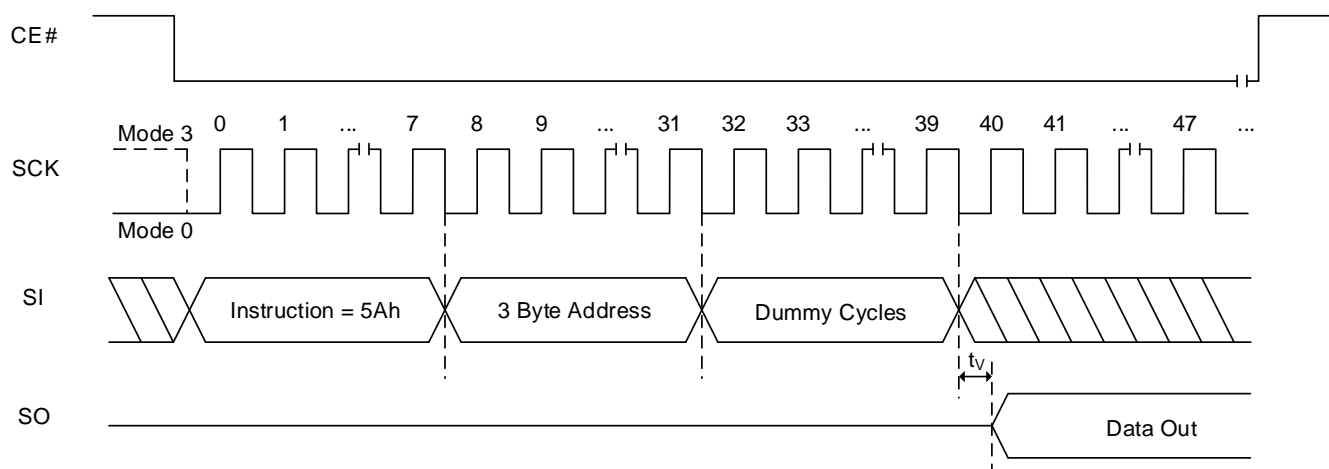 CE#
0 1 ... 7 8 9 ... 31 32 33 ... 39 40 41 ... 47 ...
Mode 3
SCK
Mode 0
SI Instruction = 5Ah 3 Byte Address Dummy Cycles
tV
SO Data Out